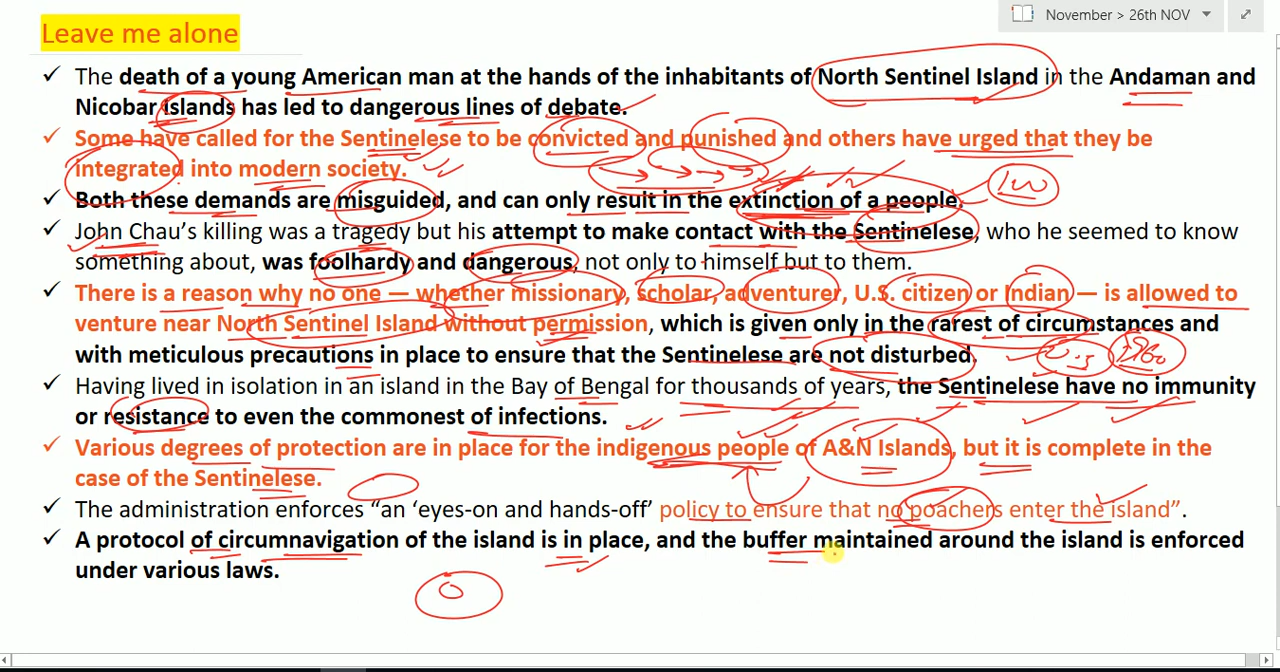 November > 26th NOV
Leave me alone
✓ The death of a young American man at the hands of the inhabitants of North Sentinel Island in the Andaman and
Nicobar Islands has led to dangerous lines of debate.
✓ Some have called for the Sentinelese to be convicted and punished and others have urged that they be
integrated into modern society.
✓ Both these demands are misguided, and can only result in the extinction of a people.
100
✓ John Chau's killing was a tragedy but his attempt to make contact with the Sentinelese, who he seemed to know
something about, was foolhardy and dangerous, not only to himself but to them.
✓ There is a reason why no one — whether missionary, scholar, adventurer, U.S. citizen or Indian — is allowed to
venture near North Sentinel Island without permission, which is given only in the rarest of circumstances and
with meticulous precautions in place to ensure that the Sentinelese are not disturbed.
1960
✓ Having lived in isolation in an island in the Bay of Bengal for thousands of years, the Sentinelese have no immunity
or resistance to even the commonest of infections.
✓ Various degrees of protection are in place for the indigenous people of A&N Islands, but it is complete in the
case of the Sentinelese.
✓ The administration enforces "an 'eyes-on and hands-off' policy to ensure that no poachers enter the island".
✓ A protocol of circumnavigation of the island is in place, and the buffer maintained around the island is enforced
under various laws.